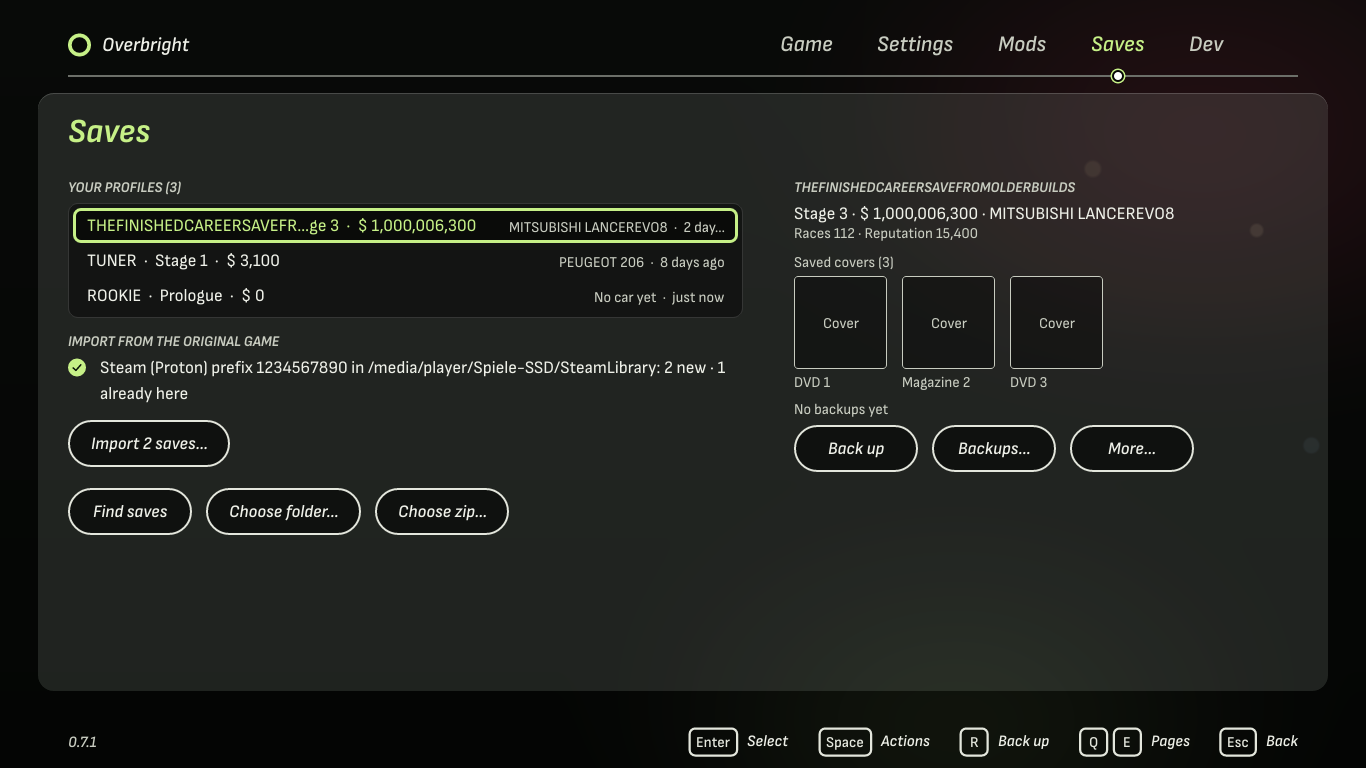 Overbright
Game Settings Mods Saves Dev
Saves
YOUR PROFILES (3)
THEFINISHEDCAREERSAVEFR...ge 3 · $ 1,000,006,300 MITSUBISHI LANCEREVO8 · 2 day...
TUNER · Stage 1 · $ 3,100 PEUGEOT 206 · 8 days ago
ROOKIE · Prologue · $ 0 No car yet · just now
IMPORT FROM THE ORIGINAL GAME
Steam (Proton) prefix 1234567890 in /media/player/Spiele-SSD/SteamLibrary: 2 new · 1
already here
Import 2 saves...
Find saves Choose folder... Choose zip...
THEFINISHEDCAREERSAVEFROMOLDERBUILDS
Stage 3 · $ 1,000,006,300 · MITSUBISHI LANCEREVO8
Races 112 · Reputation 15,400
Saved covers (3)
Cover Cover Cover
DVD 1 Magazine 2 DVD 3
No backups yet
Back up Backups... More...
0.7.1
Enter Select Space Actions R Back up Q E Pages Esc Back